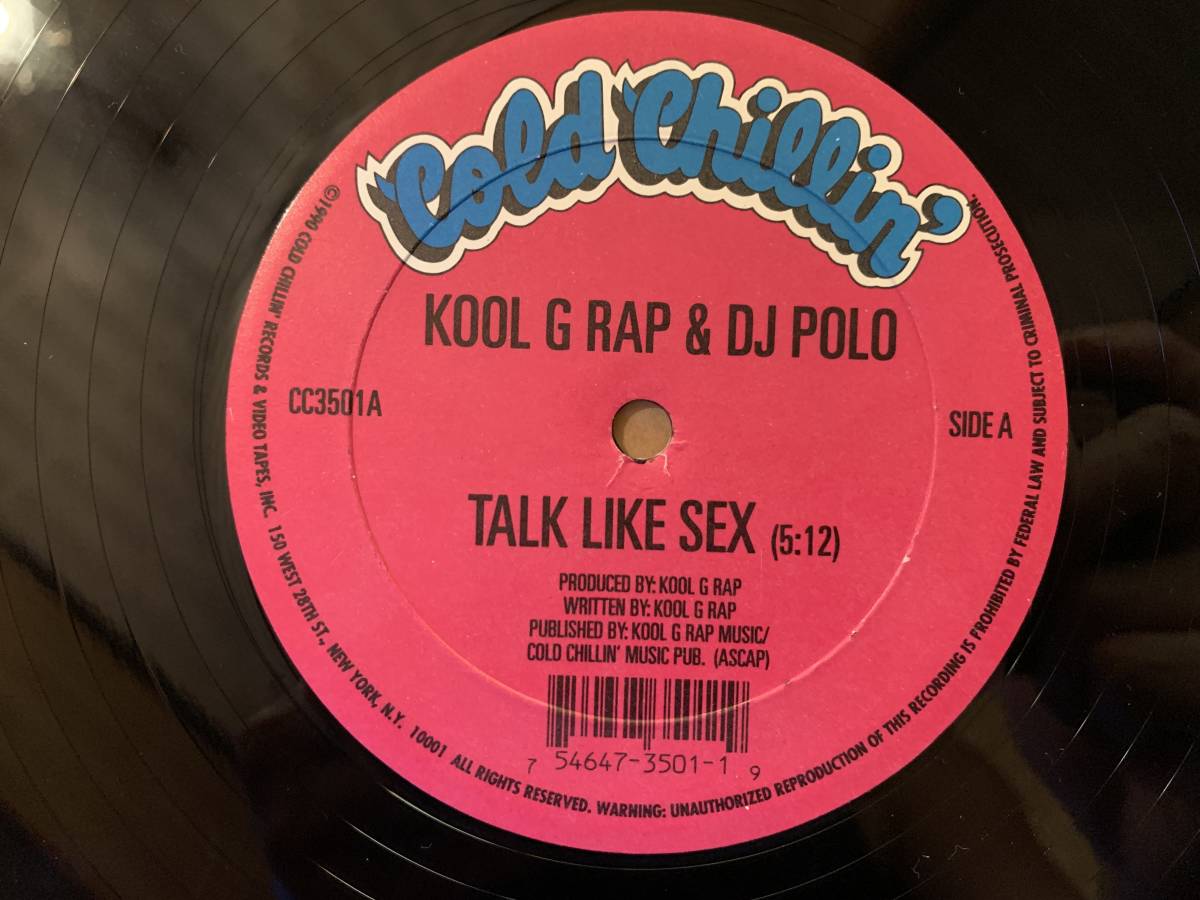 Cold Chillin'
KOOL G RAP & DJ POLO
CC3501A
SIDE A
TALK LIKE SEX (5:12)
PRODUCED BY: KOOL G RAP
WRITTEN BY: KOOL G RAP
PUBLISHED BY: KOOL G RAP MUSIC/
COLD CHILLIN' MUSIC PUB. (ASCAP)
7 54647-3501-1 9
©1990 COLD CHILLIN' RECORDS & VIDEO TAPES, INC. 150 WEST 28TH ST., NEW YORK, N.Y. 10001 ALL RIGHTS RESERVED. WARNING: UNAUTHORIZED REPRODUCTION OF THIS RECORDING IS PROHIBITED BY FEDERAL LAW AND SUBJECT TO CRIMINAL PROSECUTION.